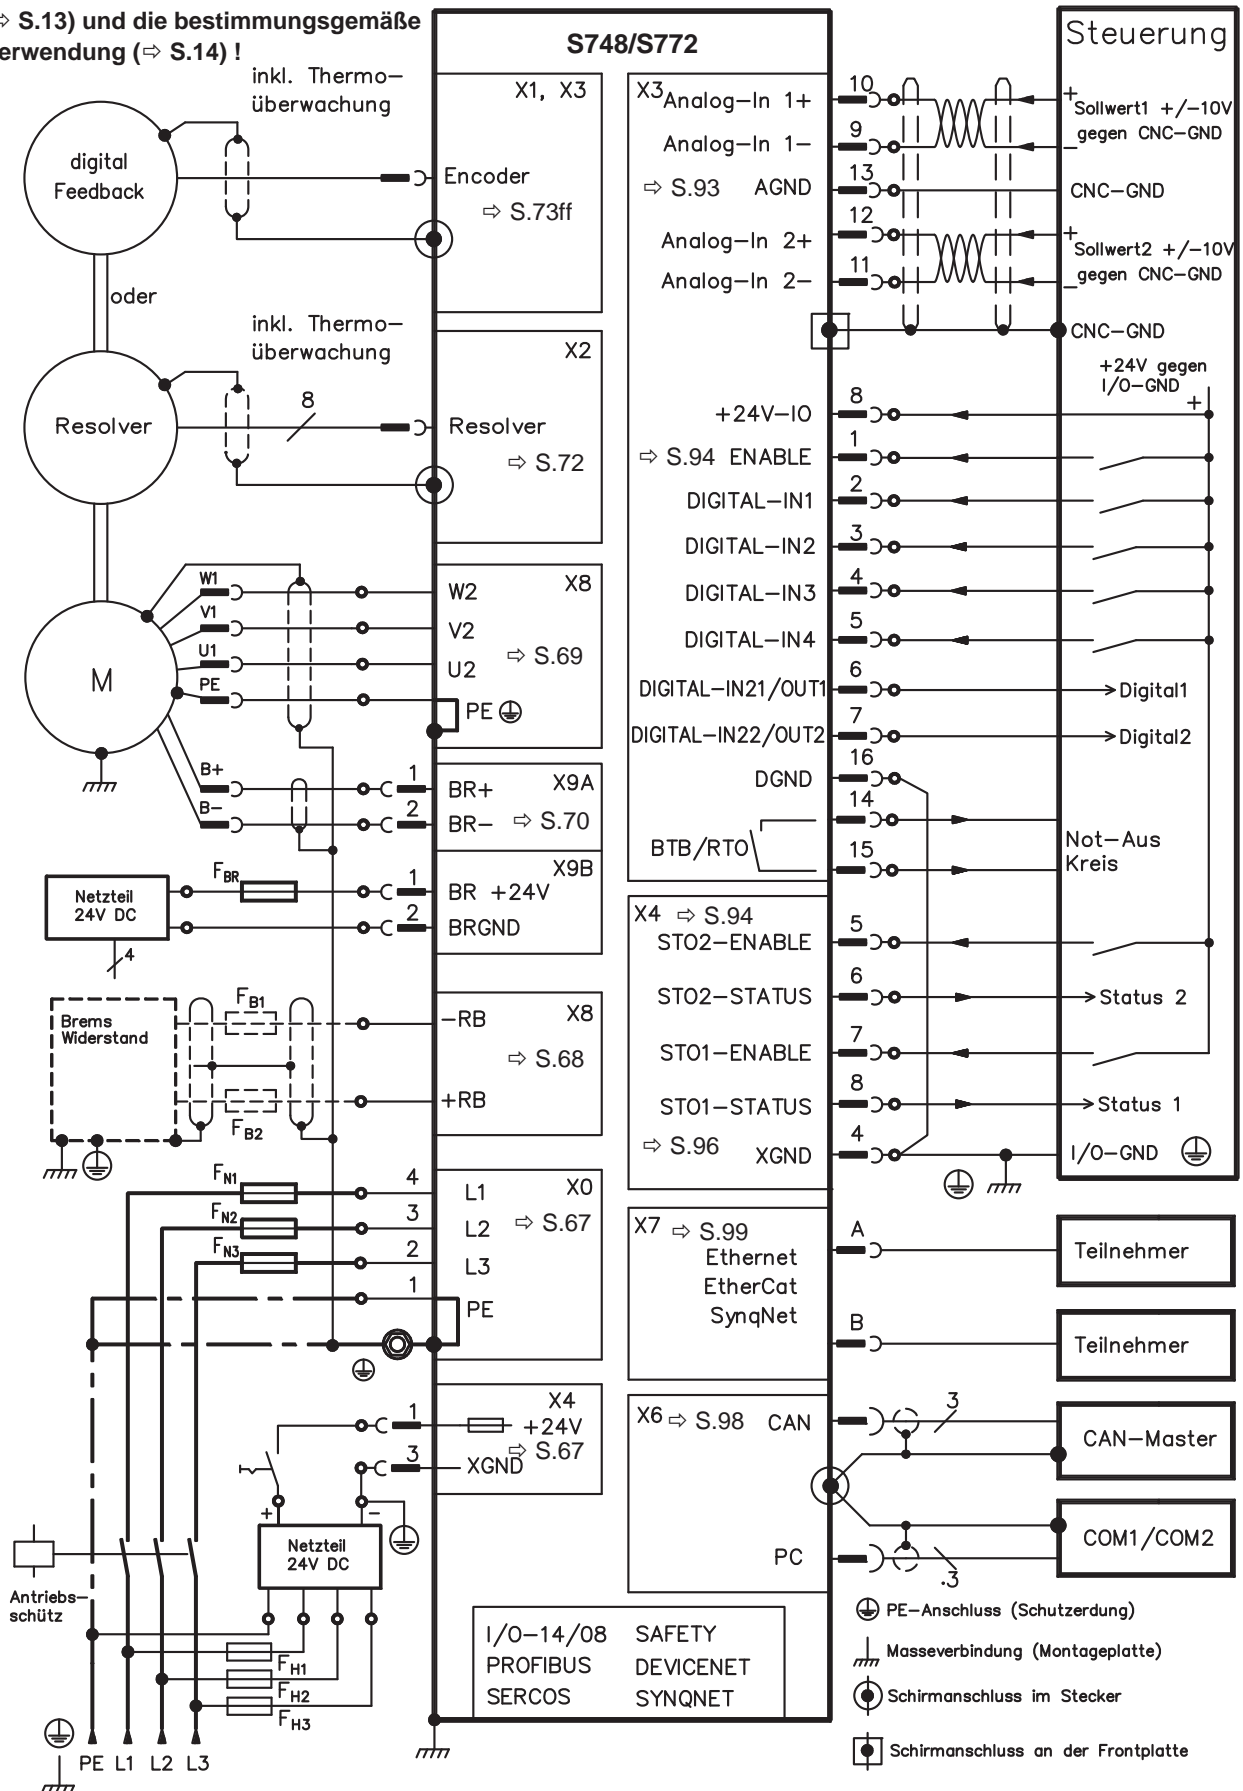 ⇨ S.13) und die bestimmungsgemäße
erwendung (⇨ S.14) !
S748/S772
Steuerung
inkl. Thermo-
überwachung
digital
Feedback
X1, X3
Encoder
⇨ S.73ff
oder
inkl. Thermo-
überwachung
Resolver
8
X2
Resolver
⇨ S.72
M
W1
V1
U1
PE
X8
W2
V2
U2
⇨ S.69
PE
B+
B-
1
2
X9A
BR+
BR-
⇨ S.70
Netzteil
24V DC
4
FBR
1
2
X9B
BR +24V
BRGND
Brems
Widerstand
FB1
FB2
X8
-RB
⇨ S.68
+RB
FN1
FN2
FN3
4
3
2
1
X0
L1
L2
⇨ S.67
L3
PE
1
3
X4
+24V
⇨ S.67
XGND
+
-
Netzteil
24V DC
Antriebs-
schütz
FH1
FH2
FH3
PE L1 L2 L3
I/O-14/08 SAFETY
PROFIBUS DEVICENET
SERCOS SYNQNET
X3
Analog-In 1+
10
+
Sollwert1 +/-10V
gegen CNC-GND
Analog-In 1-
9
-
⇨ S.93
AGND
13
CNC-GND
Analog-In 2+
12
+
Sollwert2 +/-10V
gegen CNC-GND
Analog-In 2-
11
-
CNC-GND
+24V gegen
I/O-GND
+
+24V-IO
8
⇨ S.94
ENABLE
1
DIGITAL-IN1
2
DIGITAL-IN2
3
DIGITAL-IN3
4
DIGITAL-IN4
5
DIGITAL-IN21/OUT1
6
Digital1
DIGITAL-IN22/OUT2
7
Digital2
DGND
16
14
BTB/RTO
15
Not-Aus
Kreis
X4 ⇨ S.94
STO2-ENABLE
5
STO2-STATUS
6
Status 2
STO1-ENABLE
7
STO1-STATUS
8
Status 1
⇨ S.96
XGND
4
I/O-GND
X7 ⇨ S.99
Ethernet
EtherCat
SynqNet
A
Teilnehmer
B
Teilnehmer
X6 ⇨ S.98
CAN
3
CAN-Master
PC
.3
COM1/COM2
PE-Anschluss (Schutzerdung)
Masseverbindung (Montageplatte)
Schirmanschluss im Stecker
Schirmanschluss an der Frontplatte